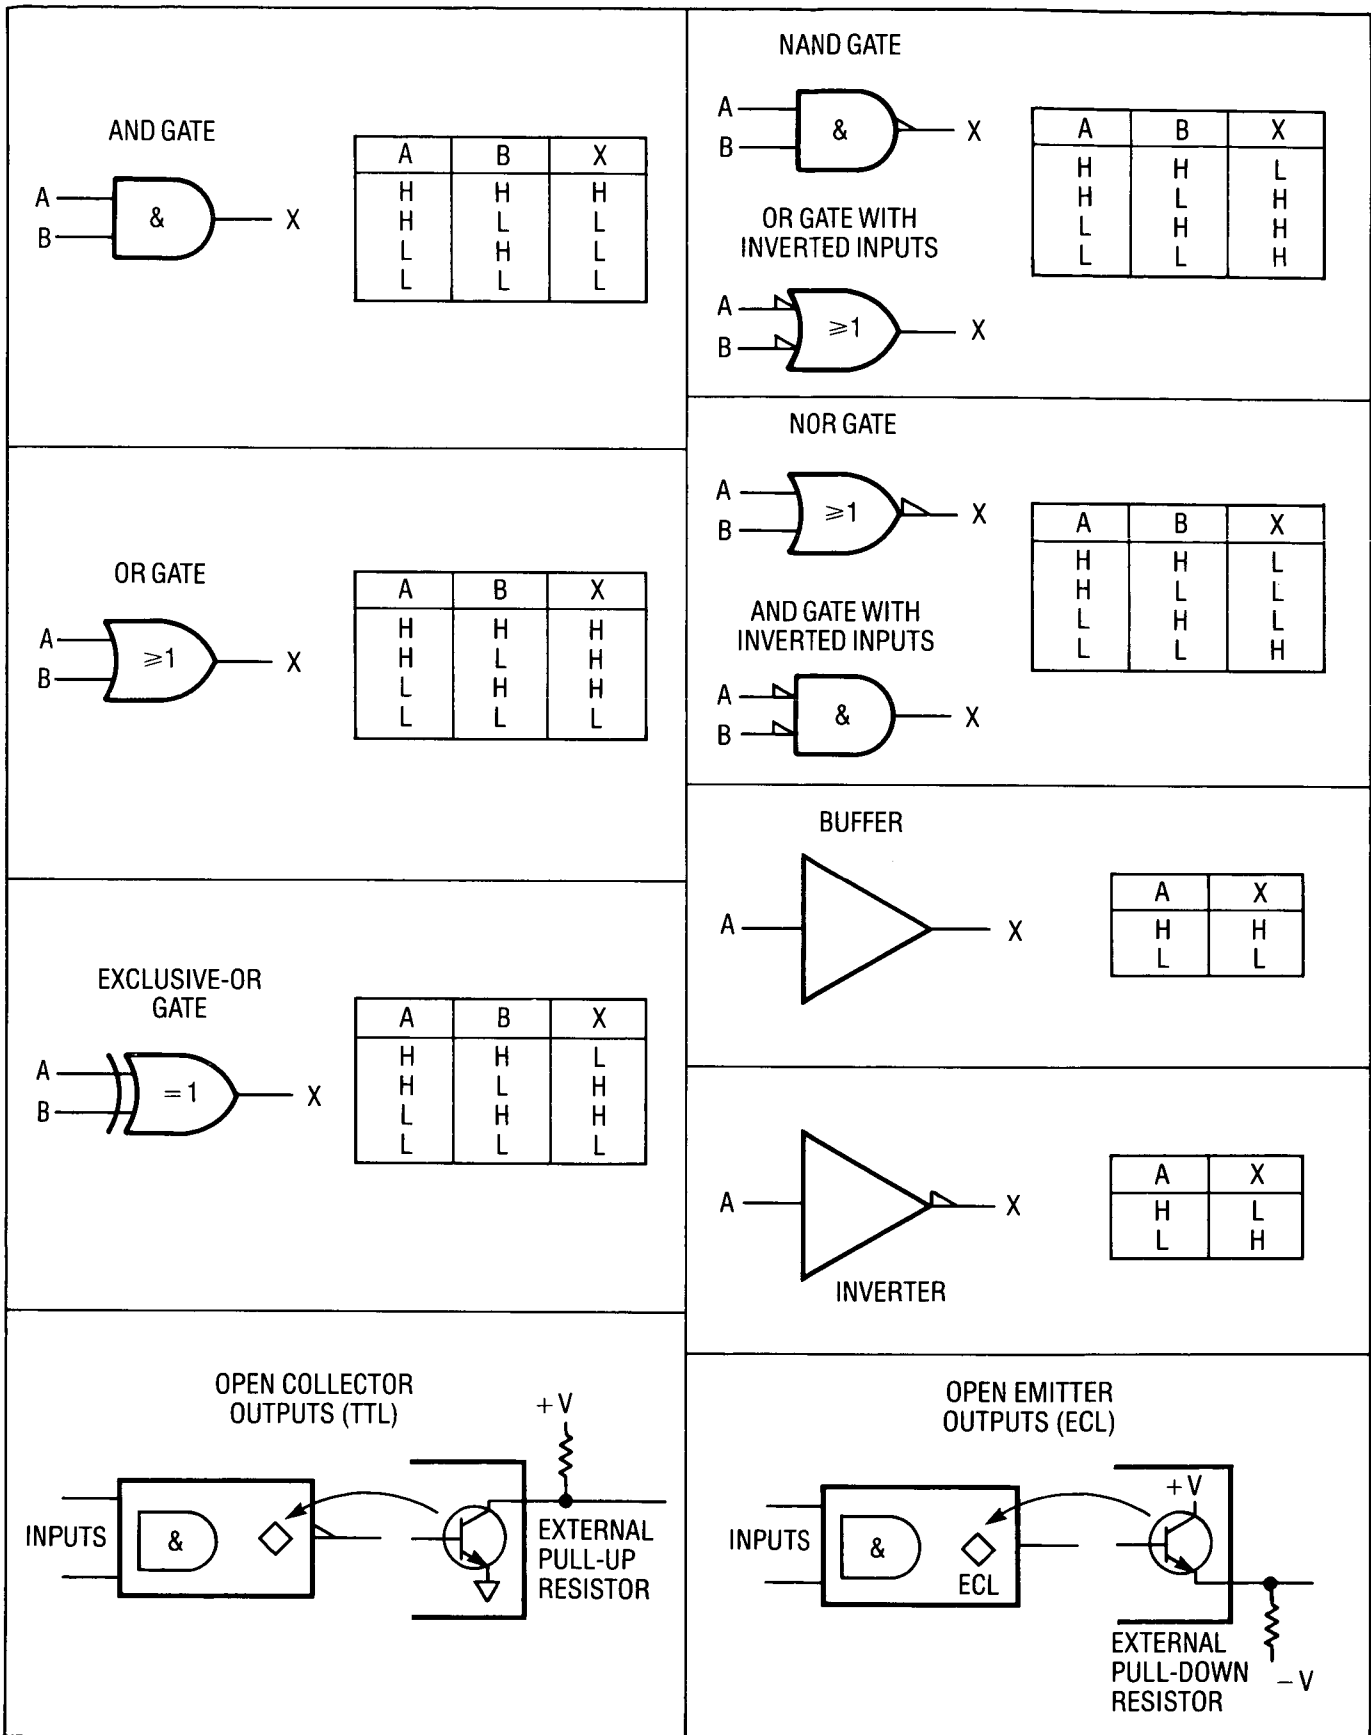 AND GATE
A
B
&
X
A B X
H H H
H L L
L H L
L L L
OR GATE
A
B
≥1
X
A B X
H H H
H L H
L H H
L L L
EXCLUSIVE-OR
GATE
A
B
=1
X
A B X
H H L
H L H
L H H
L L L
OPEN COLLECTOR
OUTPUTS (TTL)
+V
INPUTS
&
EXTERNAL
PULL-UP
RESISTOR
NAND GATE
A
B
&
X
OR GATE WITH
INVERTED INPUTS
A
B
≥1
X
A B X
H H L
H L H
L H H
L L H
NOR GATE
A
B
≥1
X
AND GATE WITH
INVERTED INPUTS
A
B
&
X
A B X
H H L
H L L
L H L
L L H
BUFFER
A
X
A X
H H
L L
A
X
INVERTER
A X
H L
L H
OPEN EMITTER
OUTPUTS (ECL)
INPUTS
&
ECL
+V
EXTERNAL
PULL-DOWN
RESISTOR
−V